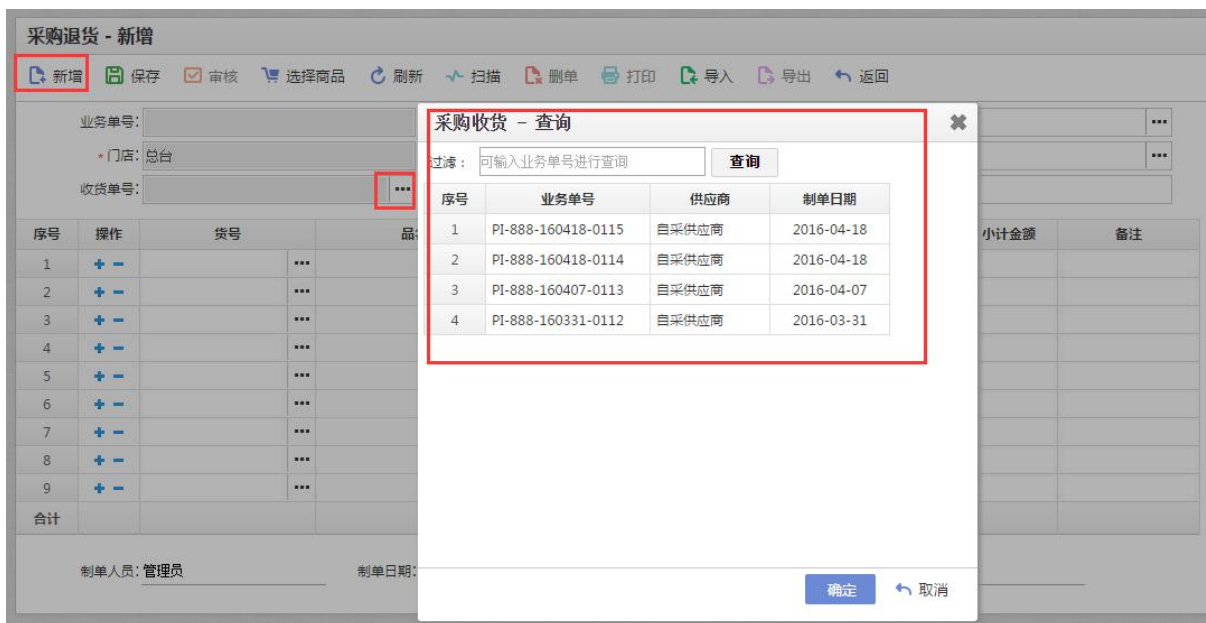 采购退货 - 新增
新增 保存 审核 选择商品 刷新 扫描 删单 打印 导入 导出 返回
业务单号:
*门店: 总台
收货单号:
采购收货 - 查询
过滤： 可输入业务单号进行查询 查询
序号 业务单号 供应商 制单日期
1 PI-888-160418-0115 自采供应商 2016-04-18
2 PI-888-160418-0114 自采供应商 2016-04-18
3 PI-888-160407-0113 自采供应商 2016-04-07
4 PI-888-160331-0112 自采供应商 2016-03-31
确定 取消
序号 操作 货号 品 小计金额 备注
1
2
3
4
5
6
7
8
9
合计
制单人员: 管理员 制单日期: